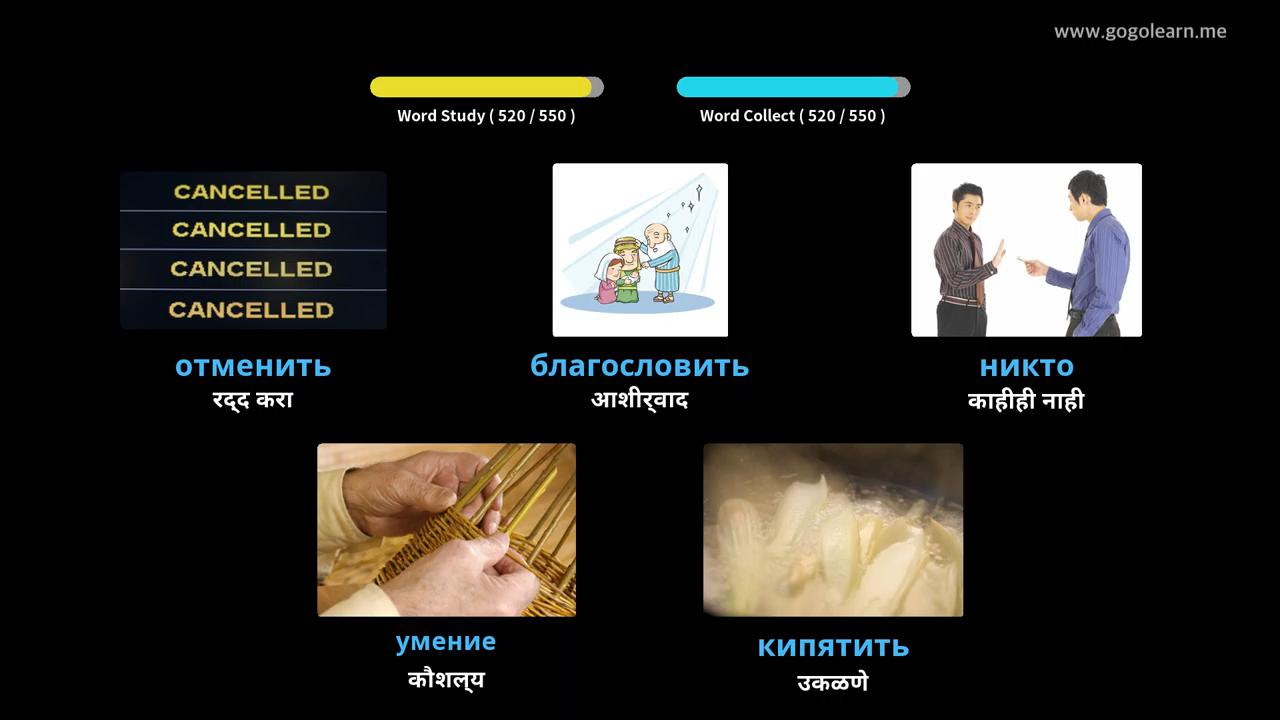 www.gogolearn.me
Word Study ( 520 / 550 )
Word Collect ( 520 / 550 )
CANCELLED
CANCELLED
CANCELLED
CANCELLED
отменить
रद्द करा
благословить
आशीर्वाद
никто
काहीही नाही
умение
कौशल्य
кипятить
उकळणे